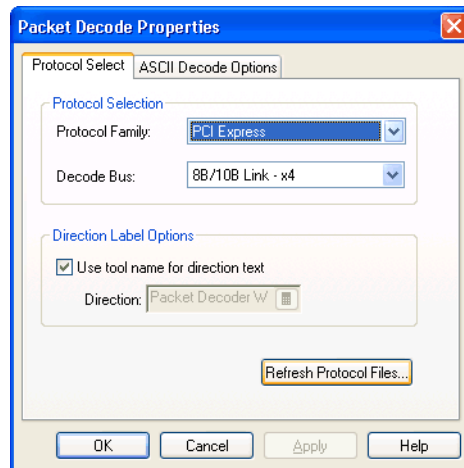 Packet Decode Properties
Protocol Select ASCII Decode Options
Protocol Selection
Protocol Family: PCI Express
Decode Bus: 8B/10B Link - x4
Direction Label Options
Use tool name for direction text
Direction: Packet Decoder W
Refresh Protocol Files...
OK Cancel Apply Help